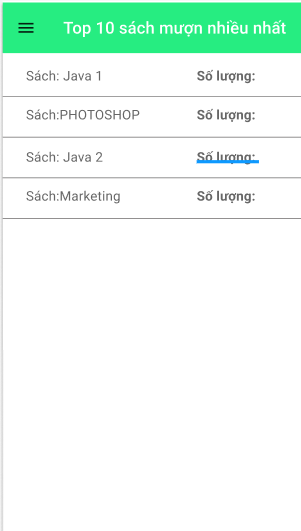 Top 10 sách mượn nhiều nhất
Sách: Java 1 Số lượng:
Sách:PHOTOSHOP Số lượng:
Sách: Java 2 Số lượng:
Sách:Marketing Số lượng: